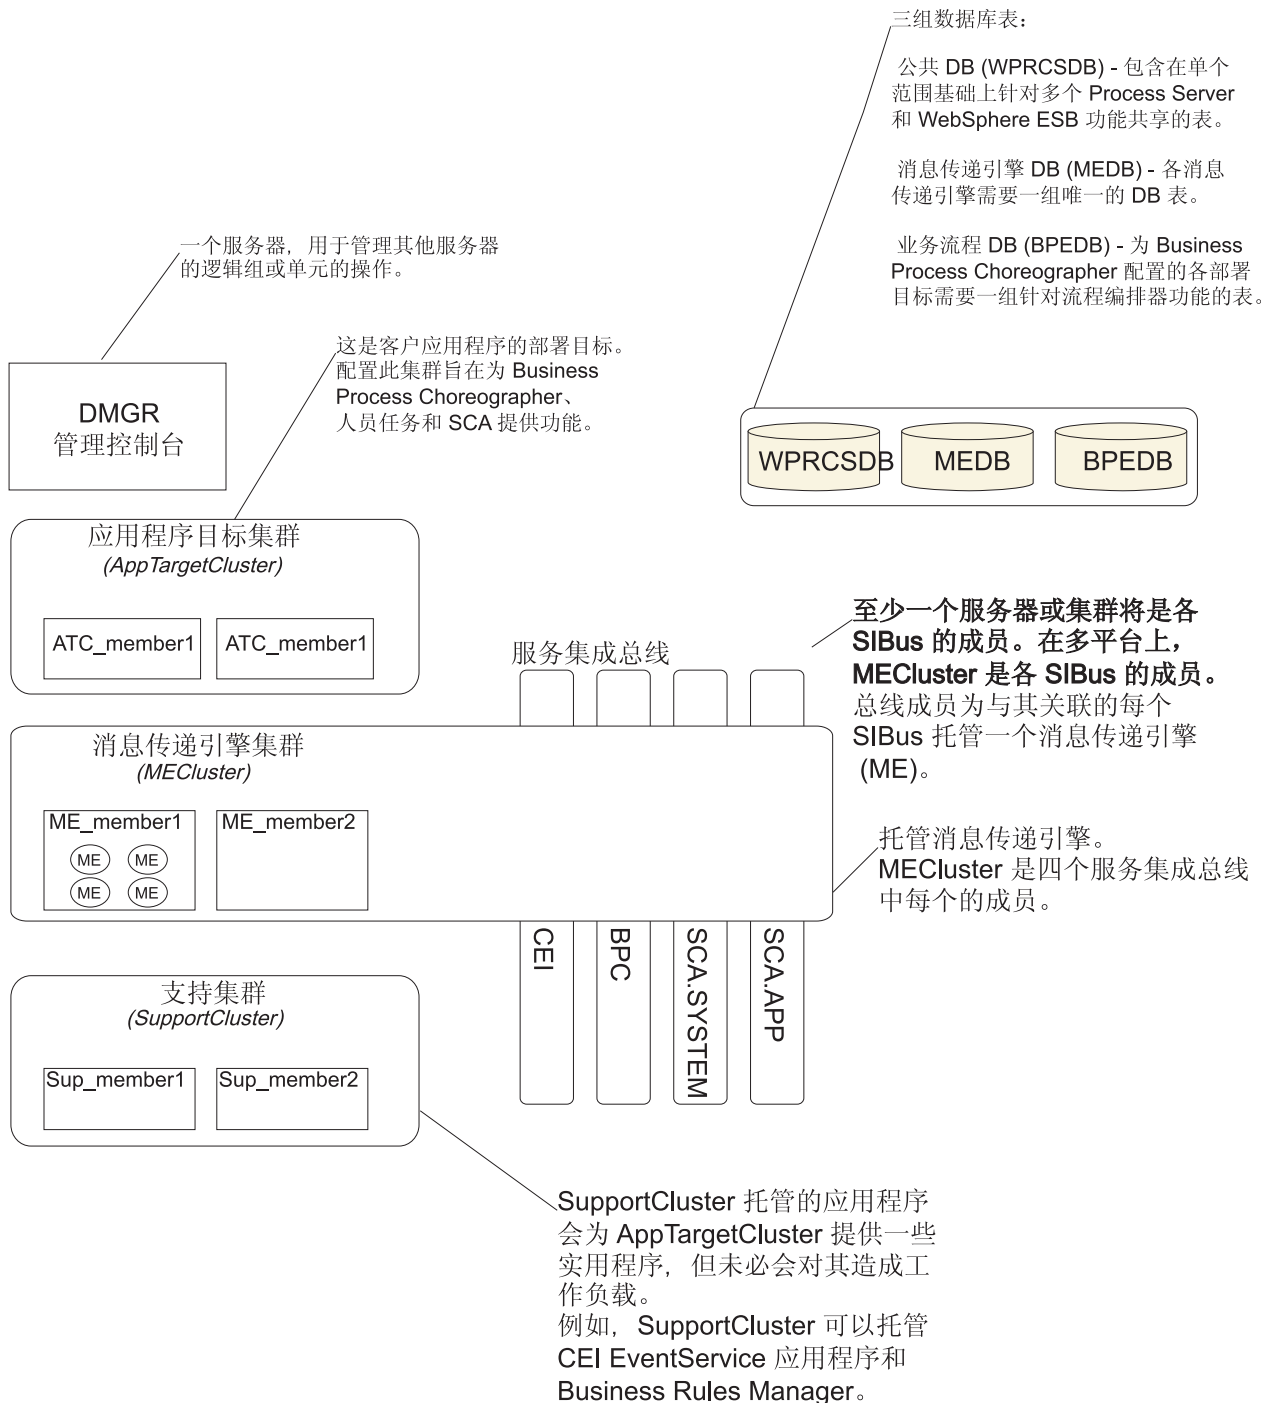 三组数据库表：
公共 DB (WPRCSDB) - 包含在单个
范围基础上针对多个 Process Server
和 WebSphere ESB 功能共享的表。
消息传递引擎 DB (MEDB) - 各消息
传递引擎需要一组唯一的 DB 表。
业务流程 DB (BPEDB) - 为 Business
Process Choreographer 配置的各部署
目标需要一组针对流程编排器功能的表。
一个服务器，用于管理其他服务器
的逻辑组或单元的操作。
这是客户应用程序的部署目标。
配置此集群旨在为 Business
Process Choreographer、
人员任务和 SCA 提供功能。
DMGR
管理控制台
WPRCSDB
MEDB
BPEDB
应用程序目标集群
(AppTargetCluster)
ATC_member1
ATC_member1
服务集成总线
至少一个服务器或集群将是各
SIBus 的成员。在多平台上，
MECluster 是各 SIBus 的成员。
总线成员为与其关联的每个
SIBus 托管一个消息传递引擎
(ME)。
消息传递引擎集群
(MECluster)
ME_member1
ME_member2
ME
ME
ME
ME
托管消息传递引擎。
MECluster 是四个服务集成总线
中每个的成员。
CEI
BPC
SCA.SYSTEM
SCA.APP
支持集群
(SupportCluster)
Sup_member1
Sup_member2
SupportCluster 托管的应用程序
会为 AppTargetCluster 提供一些
实用程序，但未必会对其造成工
作负载。
例如，SupportCluster 可以托管
CEI EventService 应用程序和
Business Rules Manager。